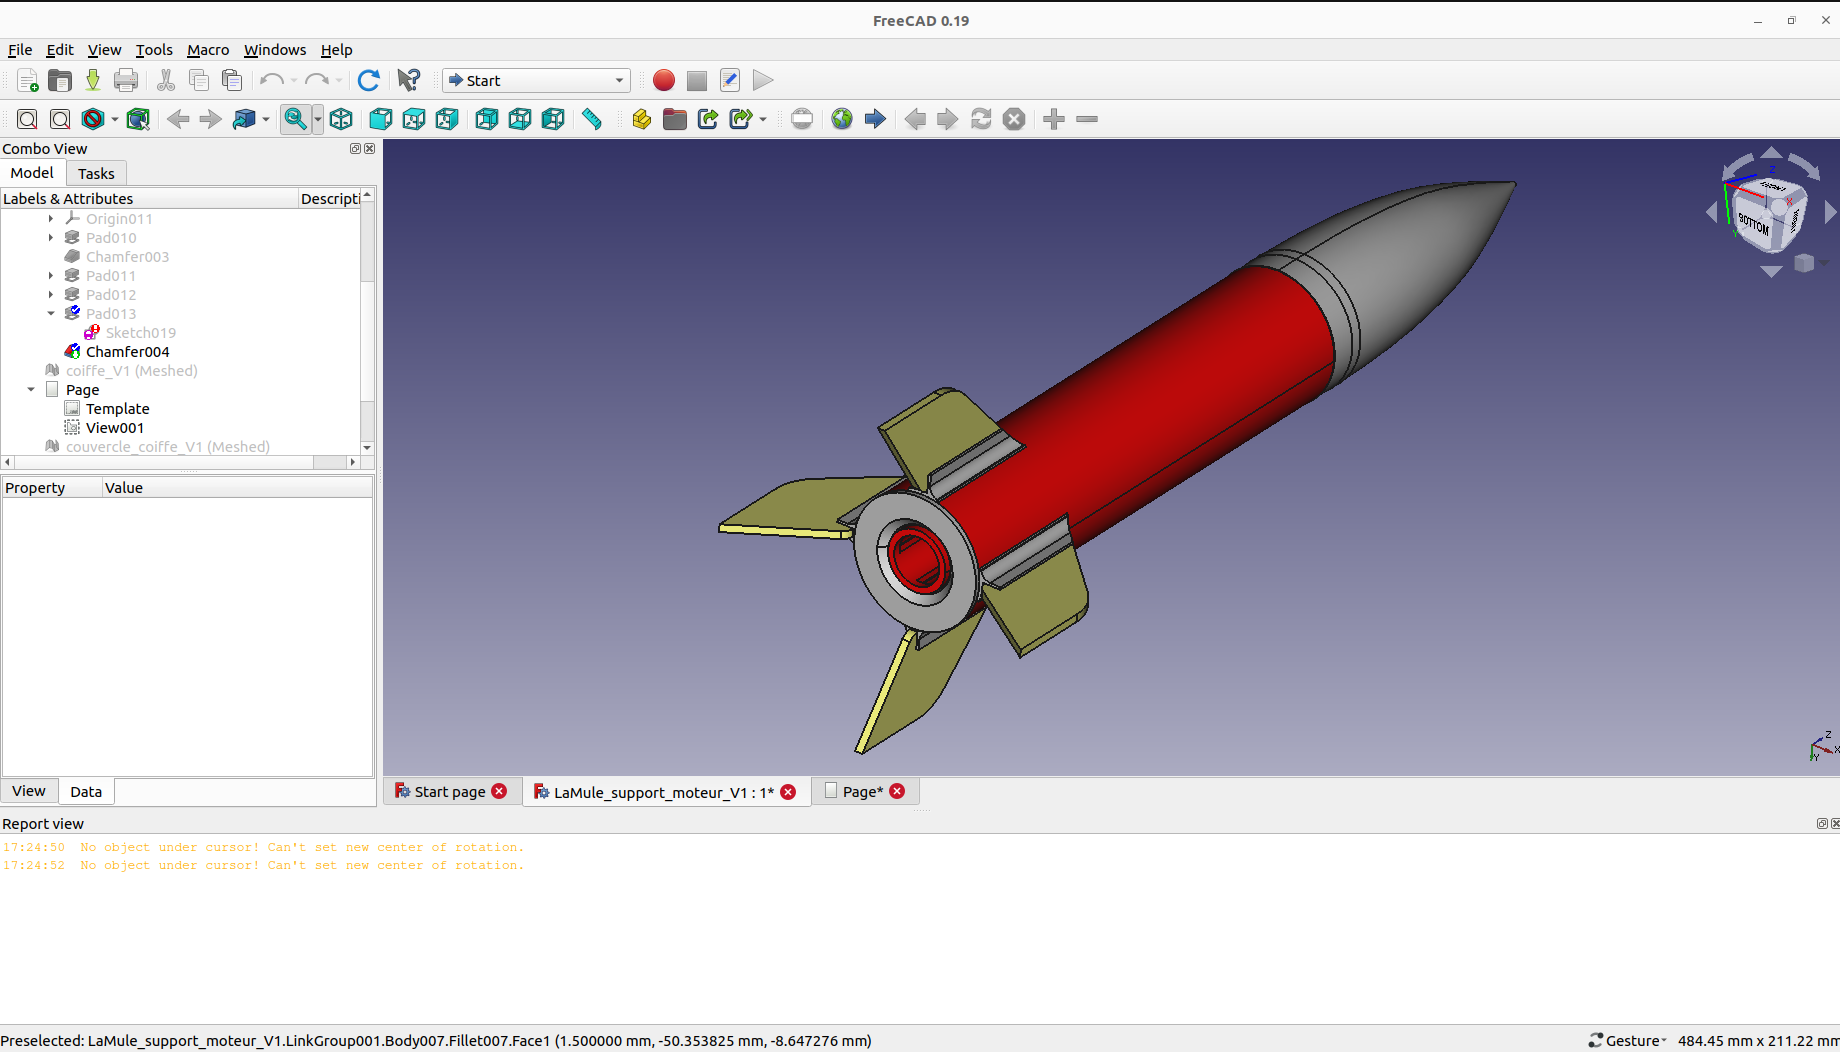 FreeCAD 0.19
File Edit View Tools Macro Windows Help
Start
Combo View
Model Tasks
Labels & Attributes Descripti
Origin011
Pad010
Chamfer003
Pad011
Pad012
Pad013
Sketch019
Chamfer004
coiffe_V1 (Meshed)
Page
Template
View001
couvercle_coiffe_V1 (Meshed)
Property Value
View Data
Z
X
BOTTOM
Y
Z
X
Y
Start page
LaMule_support_moteur_V1 : 1*
Page*
Report view
17:24:50 No object under cursor! Can't set new center of rotation.
17:24:52 No object under cursor! Can't set new center of rotation.
Preselected: LaMule_support_moteur_V1.LinkGroup001.Body007.Fillet007.Face1 (1.500000 mm, -50.353825 mm, -8.647276 mm)
Gesture 484.45 mm x 211.22 mm